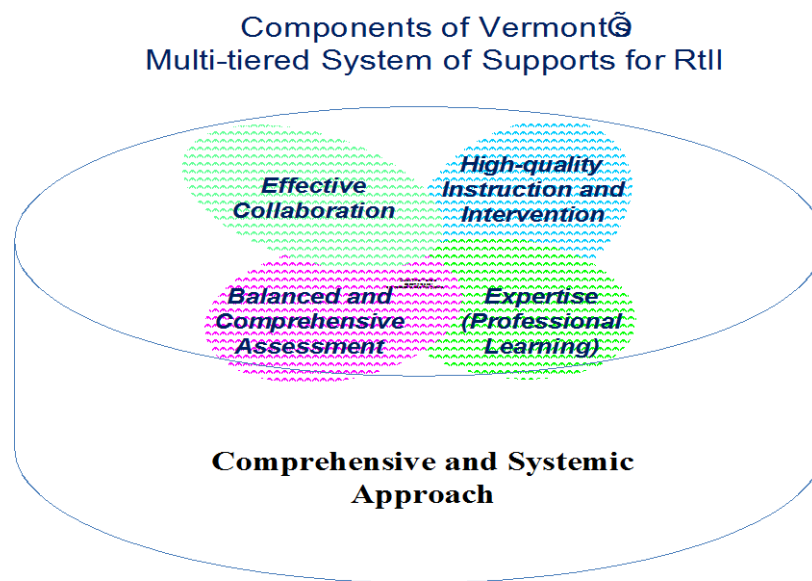 Components of VermontÕs
Multi-tiered System of Supports for RtII
Effective
Collaboration
High-quality
Instruction and
Intervention
Balanced and
Comprehensive
Assessment
Expertise
(Professional
Learning)
Comprehensive and Systemic
Approach